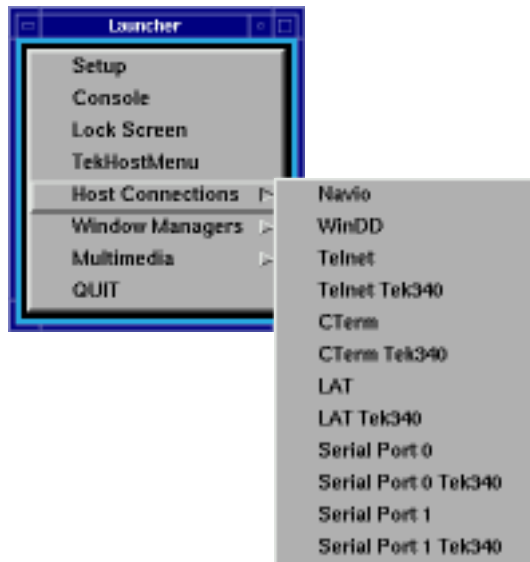 Launcher
Setup
Console
Lock Screen
TekHostMenu
Host Connections
Window Managers
Multimedia
QUIT
Navio
WinDD
Telnet
Telnet Tek340
CTerm
CTerm Tek340
LAT
LAT Tek340
Serial Port 0
Serial Port 0 Tek340
Serial Port 1
Serial Port 1 Tek340